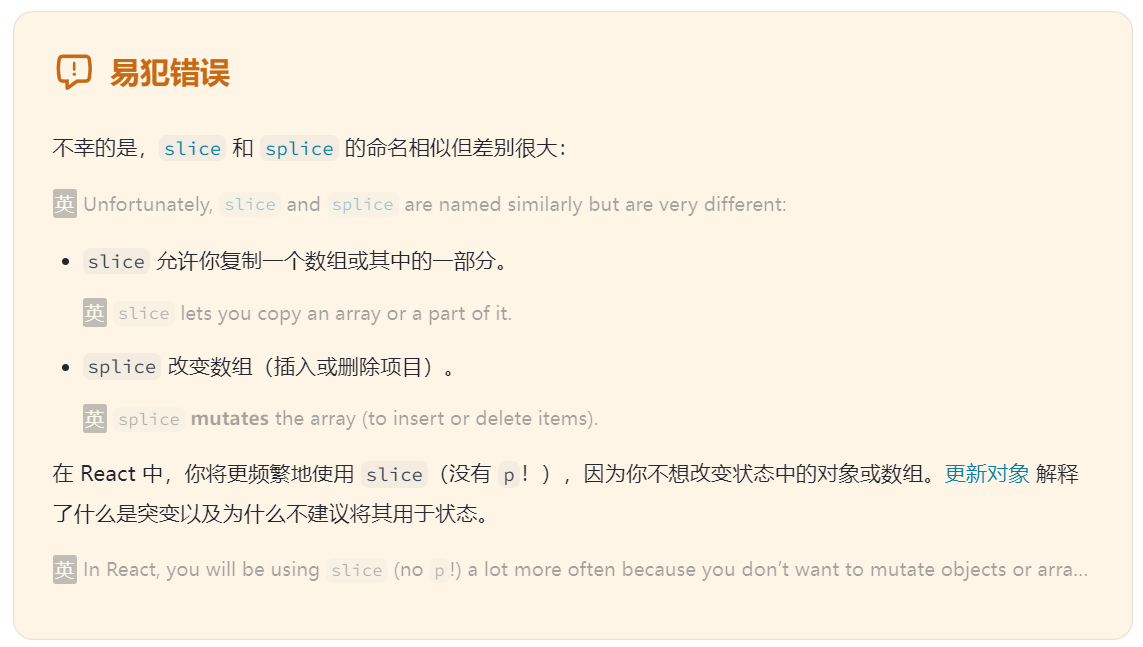 易犯错误
不幸的是，slice 和 splice 的命名相似但差别很大：
英 Unfortunately, slice and splice are named similarly but are very different:
• slice 允许你复制一个数组或其中的一部分。
英 slice lets you copy an array or a part of it.
• splice 改变数组（插入或删除项目）。
英 splice mutates the array (to insert or delete items).
在 React 中，你将更频繁地使用 slice（没有 p！），因为你不想改变状态中的对象或数组。更新对象 解释
了什么是突变以及为什么不建议将其用于状态。
英 In React, you will be using slice (no p!) a lot more often because you don’t want to mutate objects or arra...